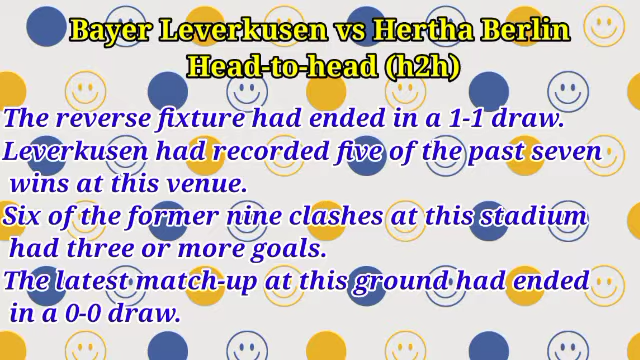 Bayer Leverkusen vs Hertha Berlin
Head-to-head (h2h)
The reverse fixture had ended in a 1-1 draw.
Leverkusen had recorded five of the past seven
wins at this venue.
Six of the former nine clashes at this stadium
had three or more goals.
The latest match-up at this ground had ended
in a 0-0 draw.